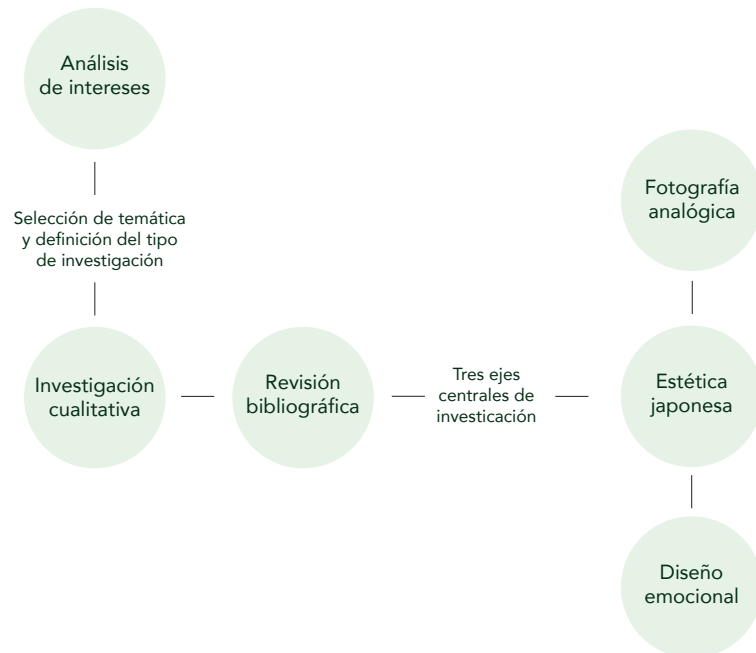 Análisis
de intereses
Selección de temática
y definición del tipo
de investigación
Investigación
cualitativa
Revisión
bibliográfica
Tres ejes
centrales de
investicación
Fotografía
analógica
Estética
japonesa
Diseño
emocional